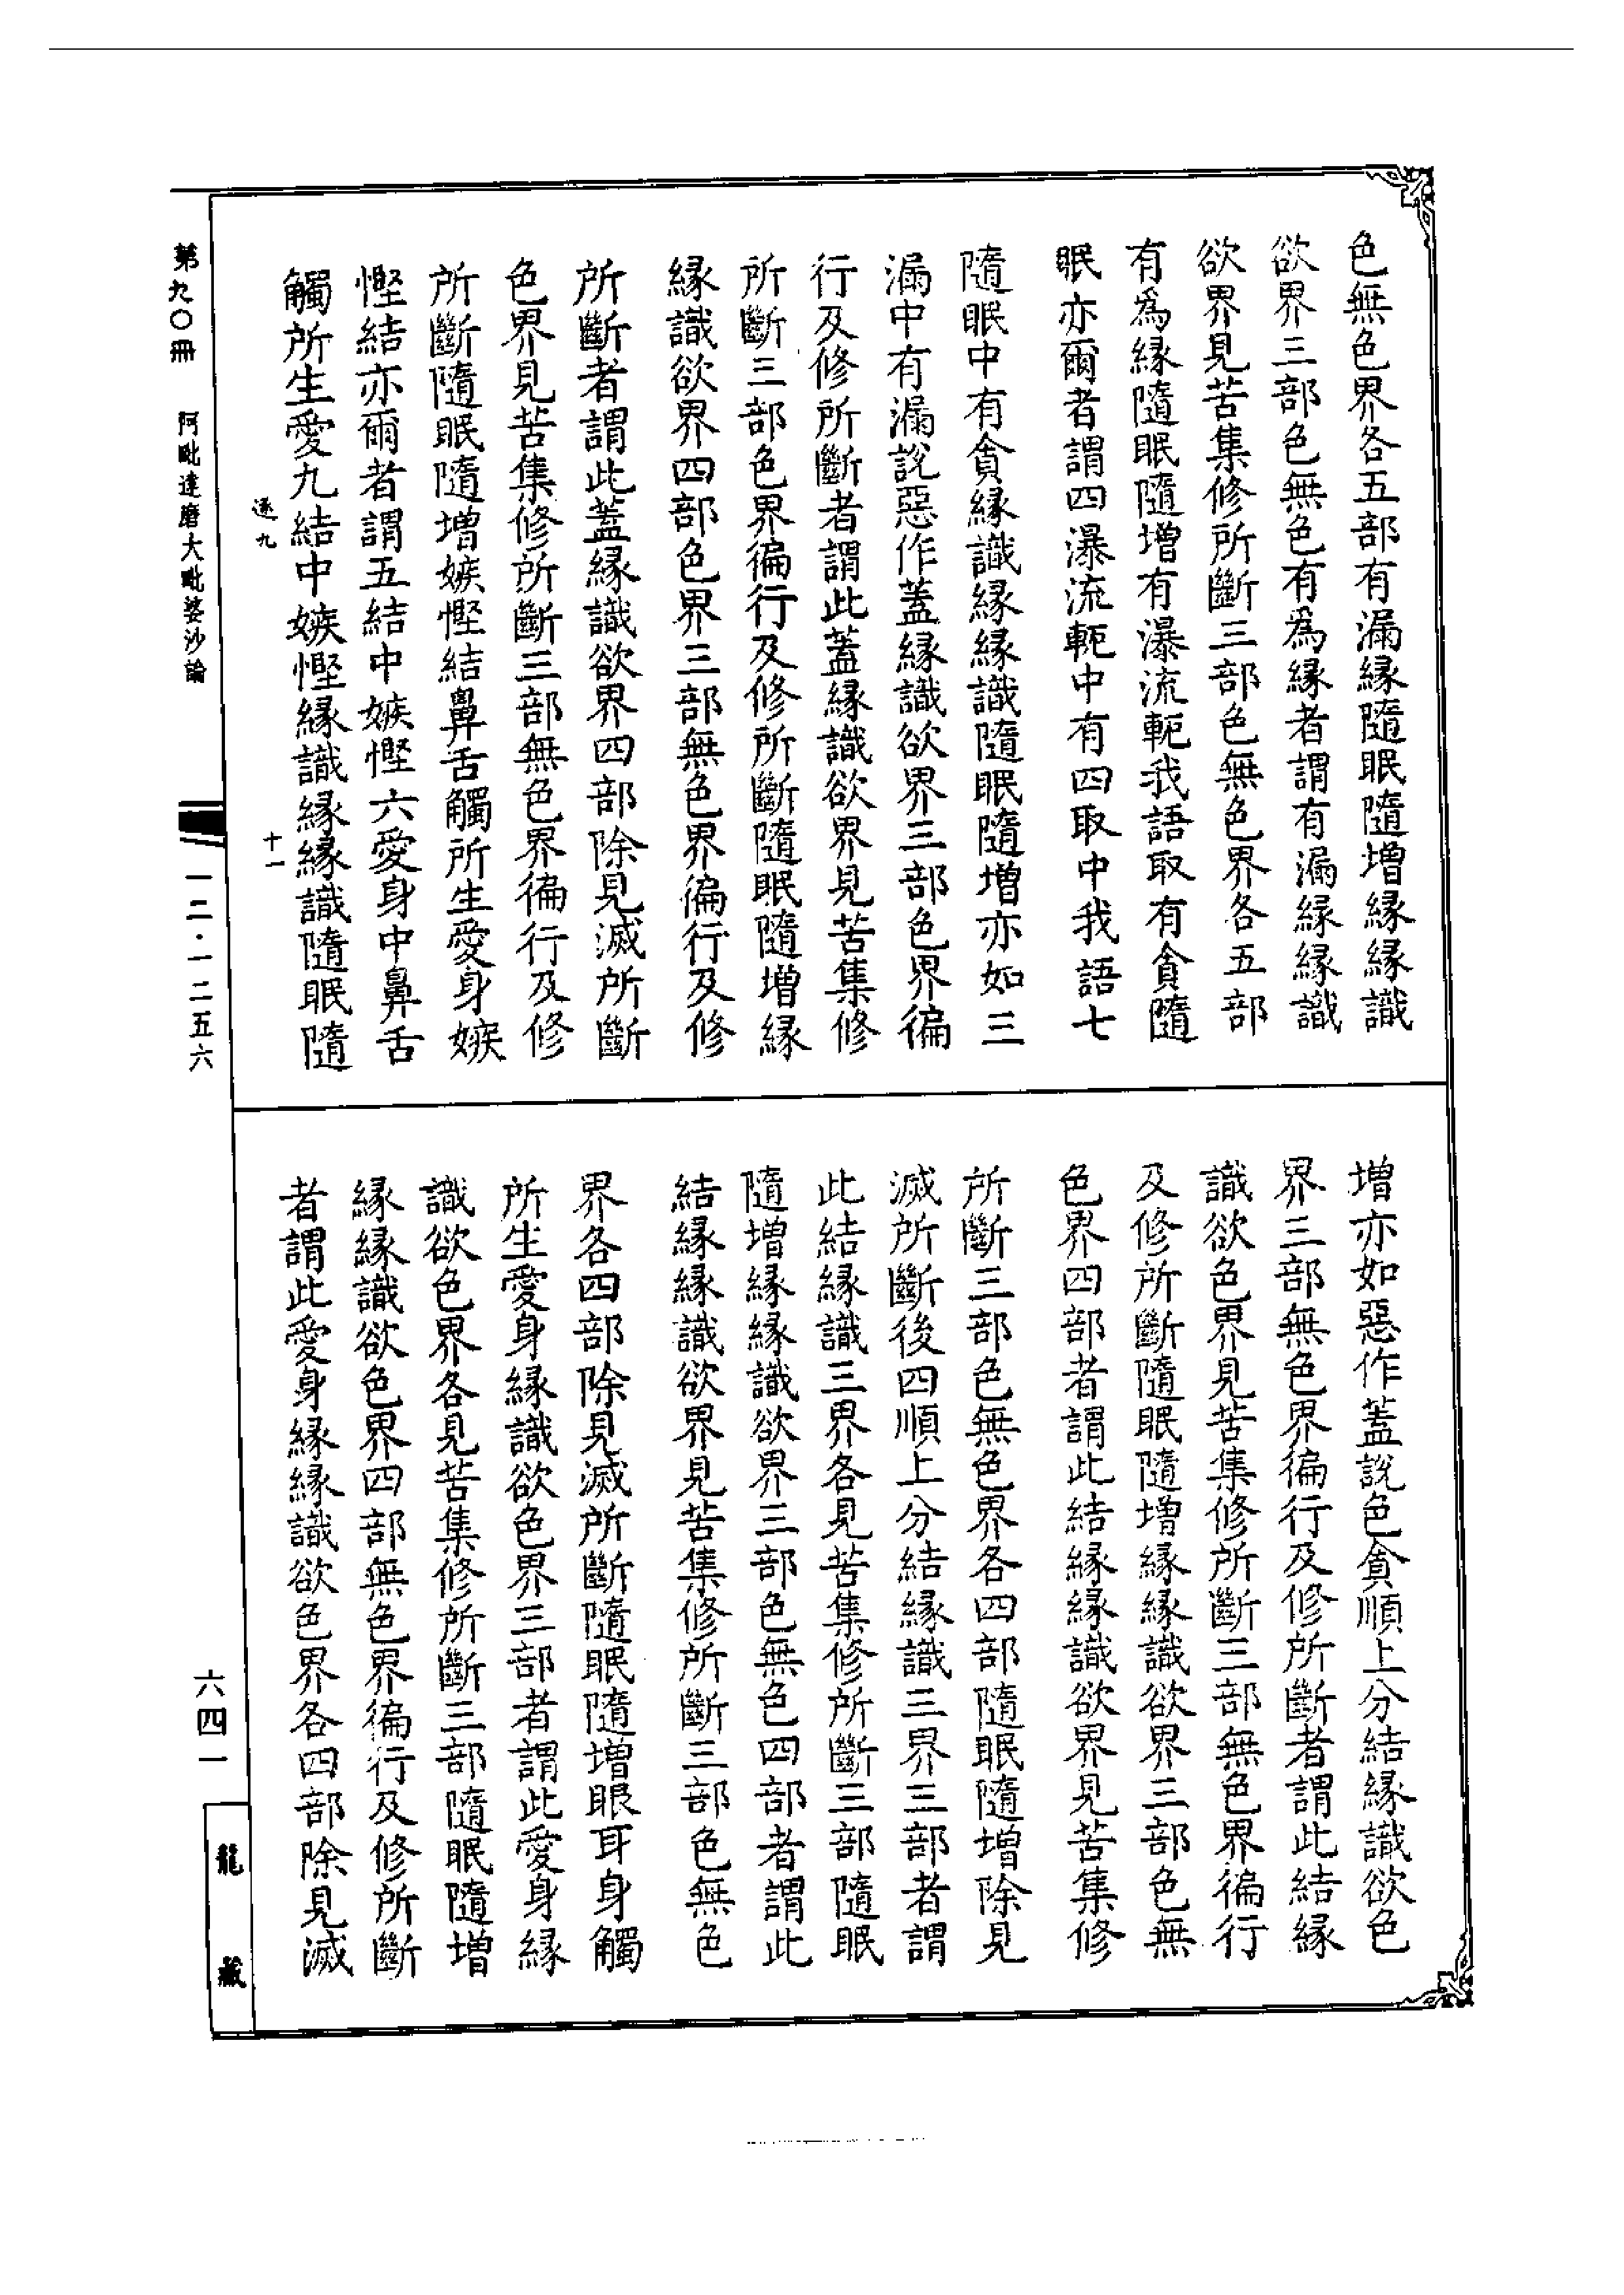 色無色界各五部有漏緣隨眠隨增緣緣識
欲界三部色無色有為緣者謂有漏緣緣識
欲界見苦集修所斷三部色無色界各五部
有為緣隨眠隨增有瀑流軛我語取有貪隨
眠亦爾者謂四瀑流軛中有四取中我語七
隨眠中有貪緣識緣緣識隨眠隨增亦如三
漏中有漏說惡作蓋緣識欲界三部色界徧
行及修所斷者謂此蓋緣識欲界見苦集修
所斷三部色界徧行及修所斷隨眠隨增緣
緣識欲界四部色界三部無色界徧行及修
所斷者謂此蓋緣識欲界四部除見滅所斷
色界見苦集修所斷三部無色界徧行及修
所斷隨眠隨增嫉慳結鼻舌觸所生愛身嫉
慳結亦爾者謂五結中嫉慳六愛身中鼻舌
觸所生愛九結中嫉慳緣識緣緣識隨眠隨
增亦如惡作蓋說色貪順上分結緣識欲色
界三部無色界徧行及修所斷者謂此結緣
識欲色界見苦集修所斷三部無色界徧行
及修所斷隨眠隨增緣緣識欲界三部色無
色界四部者謂此結緣緣識欲界見苦集修
所斷三部色無色界各四部隨眠隨增除見
滅所斷後四順上分結緣識三界三部者謂
此結緣識三界各見苦集修所斷三部隨眠
隨增緣緣識欲界三部色無色四部者謂此
結緣緣識欲界見苦集修所斷三部色無色
界各四部除見滅所斷隨眠隨增眼耳身觸
所生愛身緣識欲色界三部者謂此愛身緣
識欲色界各見苦集修所斷三部隨眠隨增
緣緣識欲色界四部無色界徧行及修所斷
者謂此愛身緣緣識欲色界各四部除見滅
逐九
十一
第九〇冊 阿毗達磨大毗婆沙論
一二·一二五六
六四一
龍藏